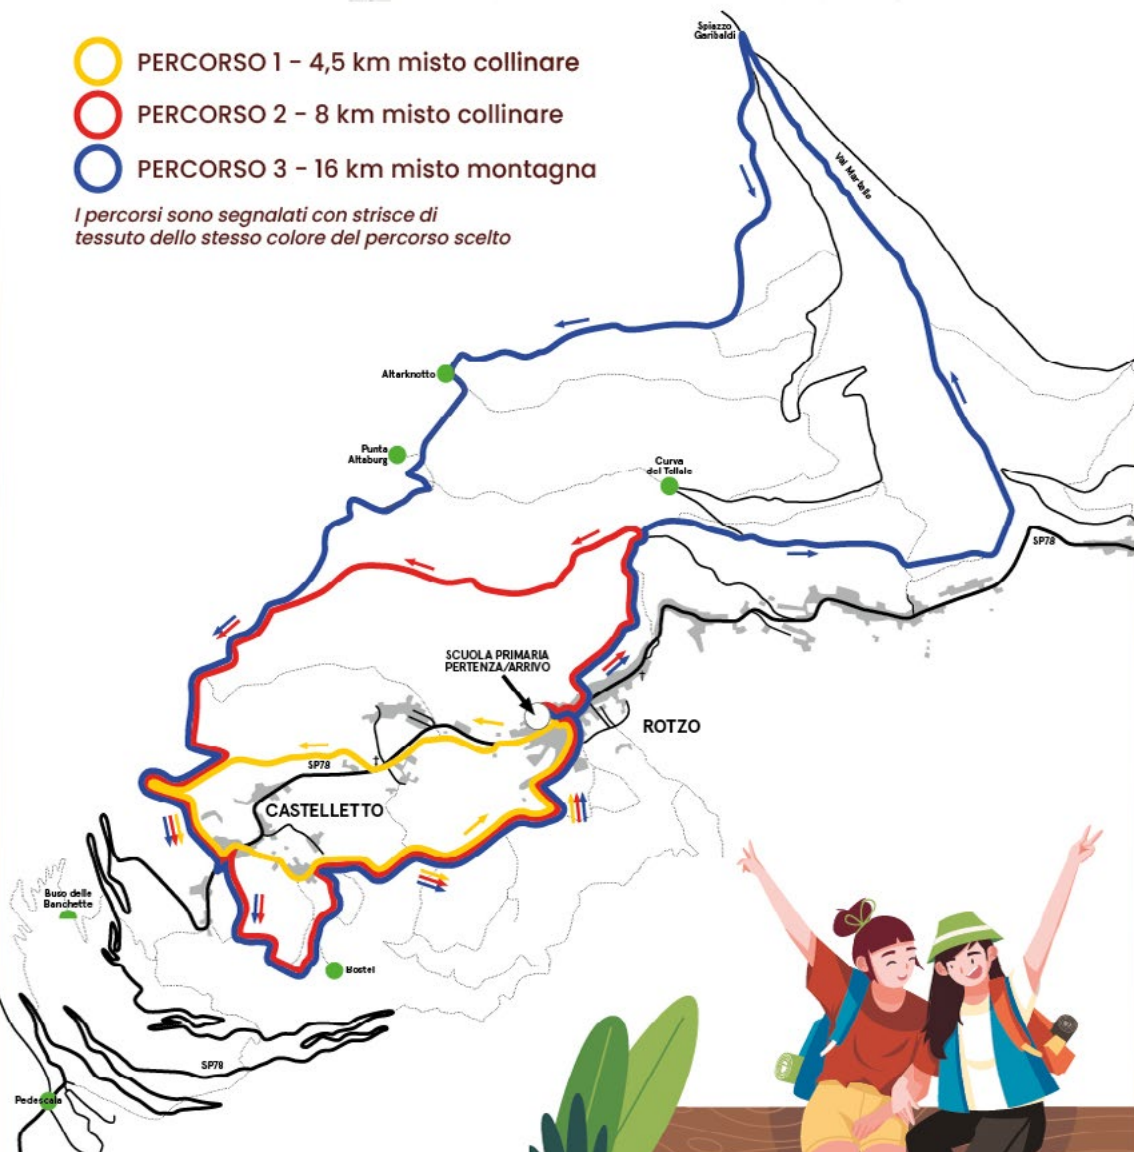 PERCORSO 1 - 4,5 km misto collinare
PERCORSO 2 - 8 km misto collinare
PERCORSO 3 - 16 km misto montagna
I percorsi sono segnalati con strisce di
tessuto dello stesso colore del percorso scelto
Spiazzo
Garibaldi
Val Martello
Altarknotto
Punta
Altaburg
Curva
del Tellale
SP78
SCUOLA PRIMARIA
PERTENZA/ARRIVO
ROTZO
SP78
CASTELLETTO
Buso delle
Banchette
Bostel
SP78
Pedescala